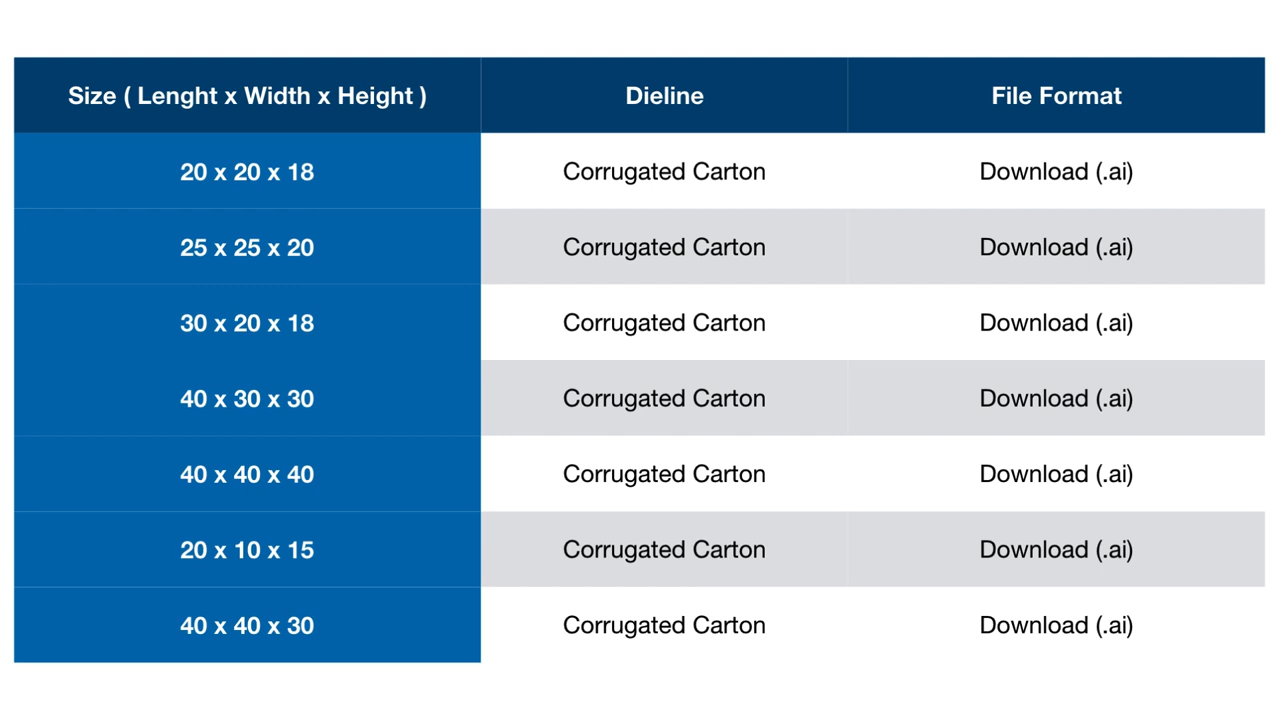 Size ( Lenght x Width x Height ) Dieline File Format
20 x 20 x 18 Corrugated Carton Download (.ai)
25 x 25 x 20 Corrugated Carton Download (.ai)
30 x 20 x 18 Corrugated Carton Download (.ai)
40 x 30 x 30 Corrugated Carton Download (.ai)
40 x 40 x 40 Corrugated Carton Download (.ai)
20 x 10 x 15 Corrugated Carton Download (.ai)
40 x 40 x 30 Corrugated Carton Download (.ai)